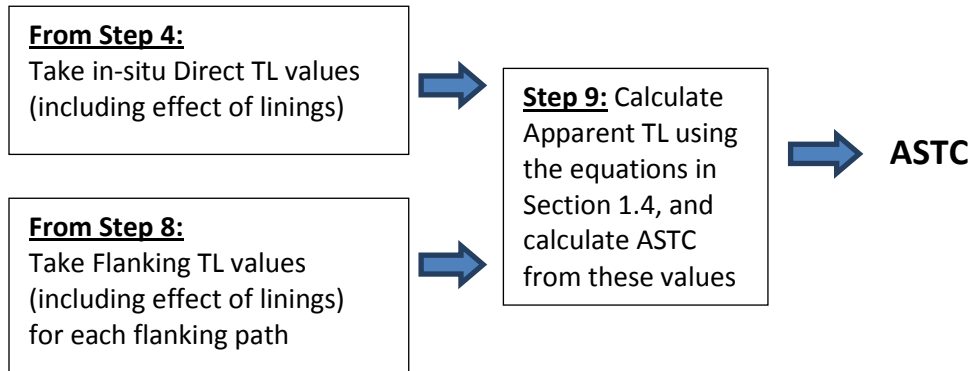 From Step 4:
Take in-situ Direct TL values
(including effect of linings)
From Step 8:
Take Flanking TL values
(including effect of linings)
for each flanking path
Step 9: Calculate
Apparent TL using
the equations in
Section 1.4, and
calculate ASTC
from these values
ASTC